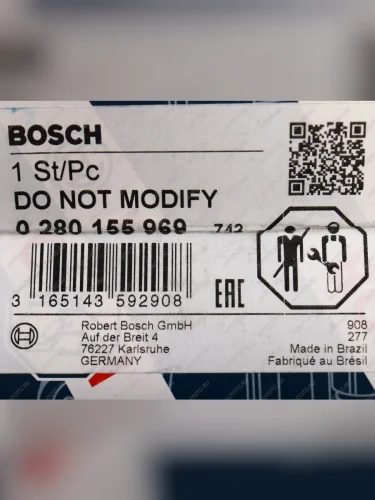 BOSCH
1 St/Pc
DO NOT MODIFY
0 280 155 969 742
3 165143 592908
EAC
Robert Bosch GmbH
Auf der Breit 4
76227 Karlsruhe
GERMANY
908
277
Made in Brazil
Fabriqué au Brésil